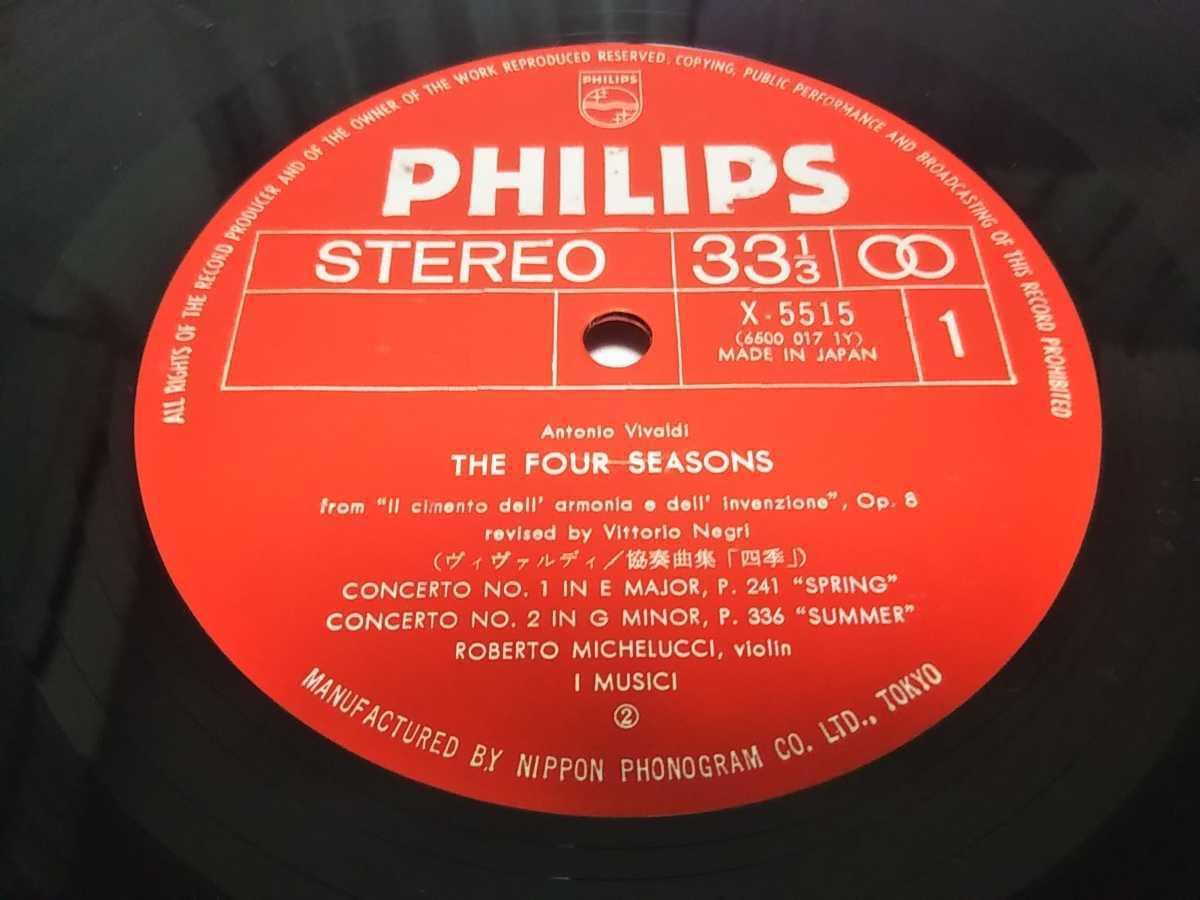 ALL RIGHTS OF THE RECORD PRODUCER AND OF THE OWNER OF THE WORK REPRODUCED RESERVED. COPYING, PUBLIC PERFORMANCE AND BROADCASTING OF THIS RECORD PROHIBITED
PHILIPS
PHILIPS
STEREO 33 1/3
X-5515 1
(6500 017 1Y)
MADE IN JAPAN
Antonio Vivaldi
THE FOUR SEASONS
from "Il cimento dell' armonia e dell' invenzione", Op. 8
revised by Vittorio Negri
(ヴィヴァルディ/協奏曲集「四季」)
CONCERTO NO. 1 IN E MAJOR, P. 241 "SPRING"
CONCERTO NO. 2 IN G MINOR, P. 336 "SUMMER"
ROBERTO MICHELUCCI, violin
I MUSICI
②
MANUFACTURED BY NIPPON PHONOGRAM CO. LTD., TOKYO